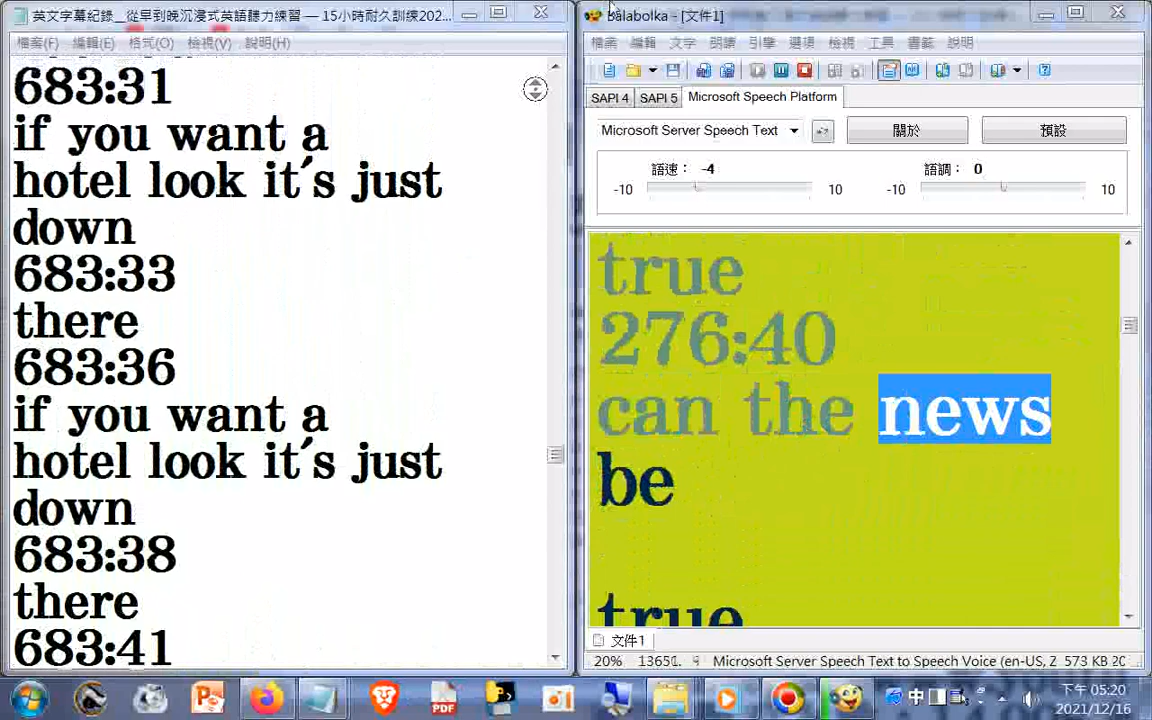 英文字幕紀錄__從早到晚沉浸式英語聽力練習 — 15小時耐久訓練202...
檔案(F) 編輯(E) 格式(O) 檢視(V) 說明(H)
683:31
if you want a
hotel look it's just
down
683:33
there
683:36
if you want a
hotel look it's just
down
683:38
there
683:41
Balabolka - [文件1]
檔案 編輯 文字 朗讀 引擎 選項 檢視 工具 書籤 說明
SAPI 4 SAPI 5 Microsoft Speech Platform
Microsoft Server Speech Text 關於 預設
語速： -4 語調： 0
-10 10 -10 10
true
276:40
can the news
be
true
文件1
20% 13651. Microsoft Server Speech Text to Speech Voice (en-US, Z 573 KB 20
PDF 中 下午 05:20
2021/12/16